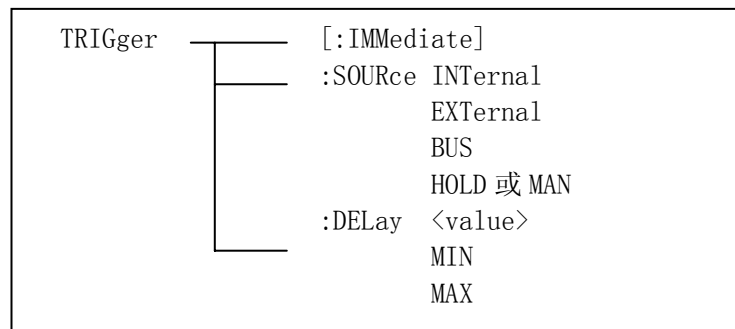 TRIGger [:IMMediate]
:SOURce INTernal
EXTernal
BUS
HOLD 或 MAN
:DELay <value>
MIN
MAX